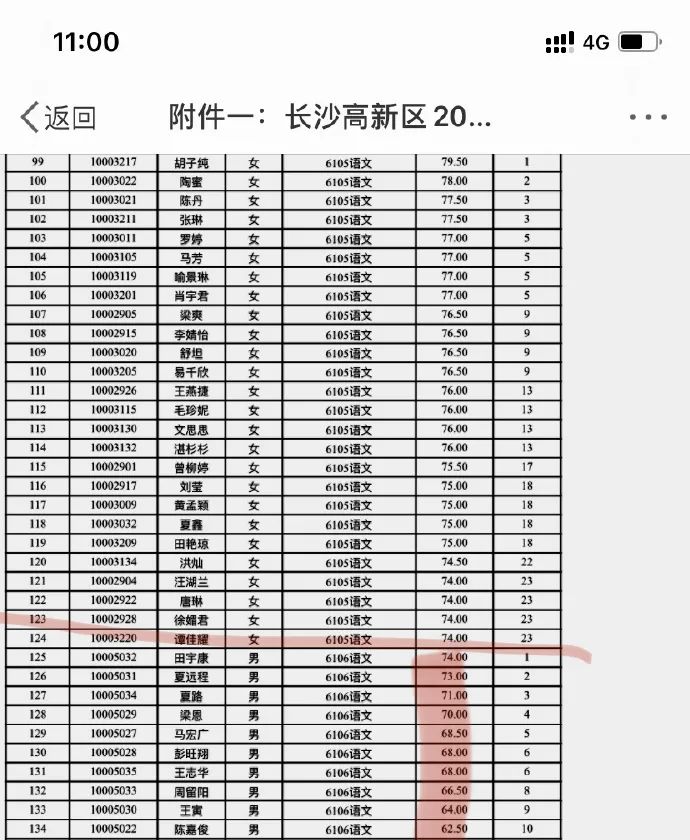 11:00 4G
返回 附件一：长沙高新区20...
99 10003217 胡子纯 女 6105语文 79.50 1
100 10003022 陶蜜 女 6105语文 78.00 2
101 10003021 陈丹 女 6105语文 77.50 3
102 10003211 张琳 女 6105语文 77.50 3
103 10003011 罗婷 女 6105语文 77.00 5
104 10003105 马芳 女 6105语文 77.00 5
105 10003119 喻景琳 女 6105语文 77.00 5
106 10003201 肖宇君 女 6105语文 77.00 5
107 10002905 梁爽 女 6105语文 76.50 9
108 10002915 李婧怡 女 6105语文 76.50 9
109 10003020 舒坦 女 6105语文 76.50 9
110 10003205 易千欣 女 6105语文 76.50 9
111 10002926 王燕捷 女 6105语文 76.00 13
112 10003115 毛珍妮 女 6105语文 76.00 13
113 10003130 文思思 女 6105语文 76.00 13
114 10003132 湛杉杉 女 6105语文 76.00 13
115 10002901 曾柳婷 女 6105语文 75.50 17
116 10002917 刘莹 女 6105语文 75.00 18
117 10003009 黄孟颖 女 6105语文 75.00 18
118 10003032 夏鑫 女 6105语文 75.00 18
119 10003209 田艳琼 女 6105语文 75.00 18
120 10003134 洪灿 女 6105语文 74.50 22
121 10002904 汪湖兰 女 6105语文 74.00 23
122 10002922 唐琳 女 6105语文 74.00 23
123 10002928 徐媚君 女 6105语文 74.00 23
124 10003220 谭佳耀 女 6105语文 74.00 23
125 10005032 田宇康 男 6106语文 74.00 1
126 10005031 夏远程 男 6106语文 73.00 2
127 10005034 夏路 男 6106语文 71.00 3
128 10005029 梁恩 男 6106语文 70.00 4
129 10005027 马宏广 男 6106语文 68.50 5
130 10005028 彭旺翔 男 6106语文 68.00 6
131 10005035 王志华 男 6106语文 68.00 6
132 10005033 周留阳 男 6106语文 66.50 8
133 10005030 王寅 男 6106语文 64.00 9
134 10005022 陈嘉俊 男 6106语文 62.50 10